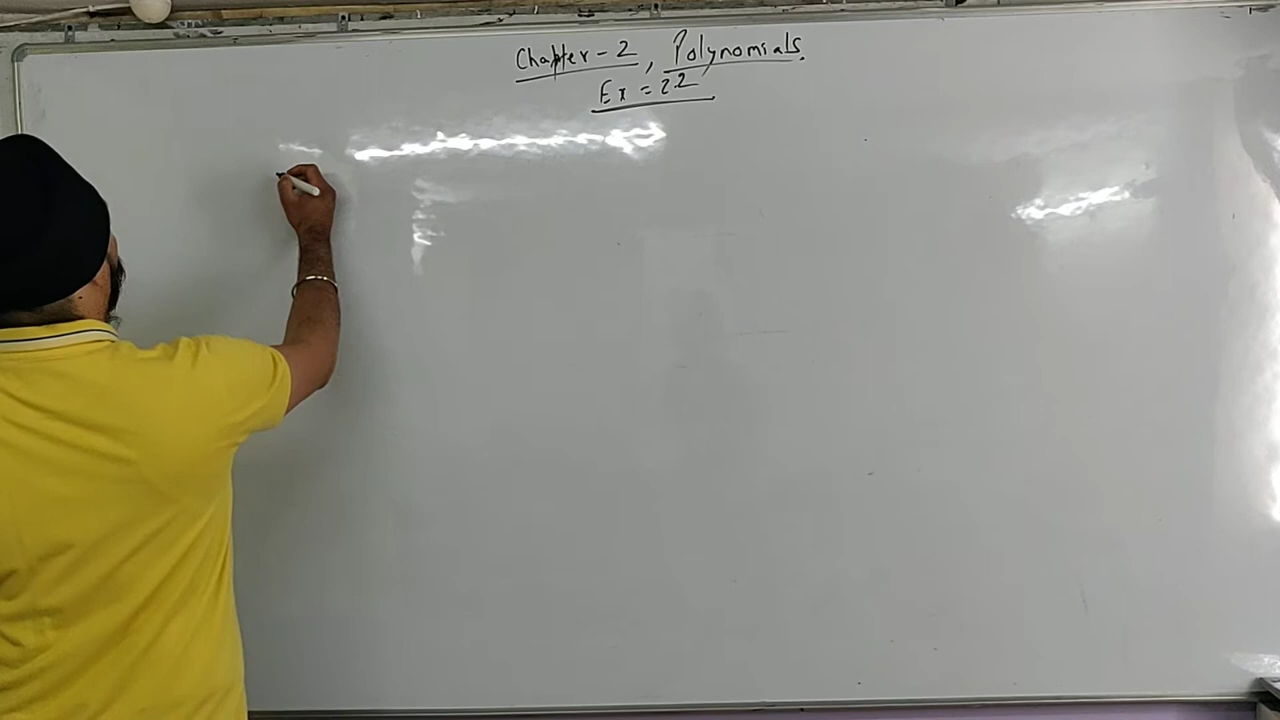 Chapter - 2, Polynomials.
Ex = 2.2